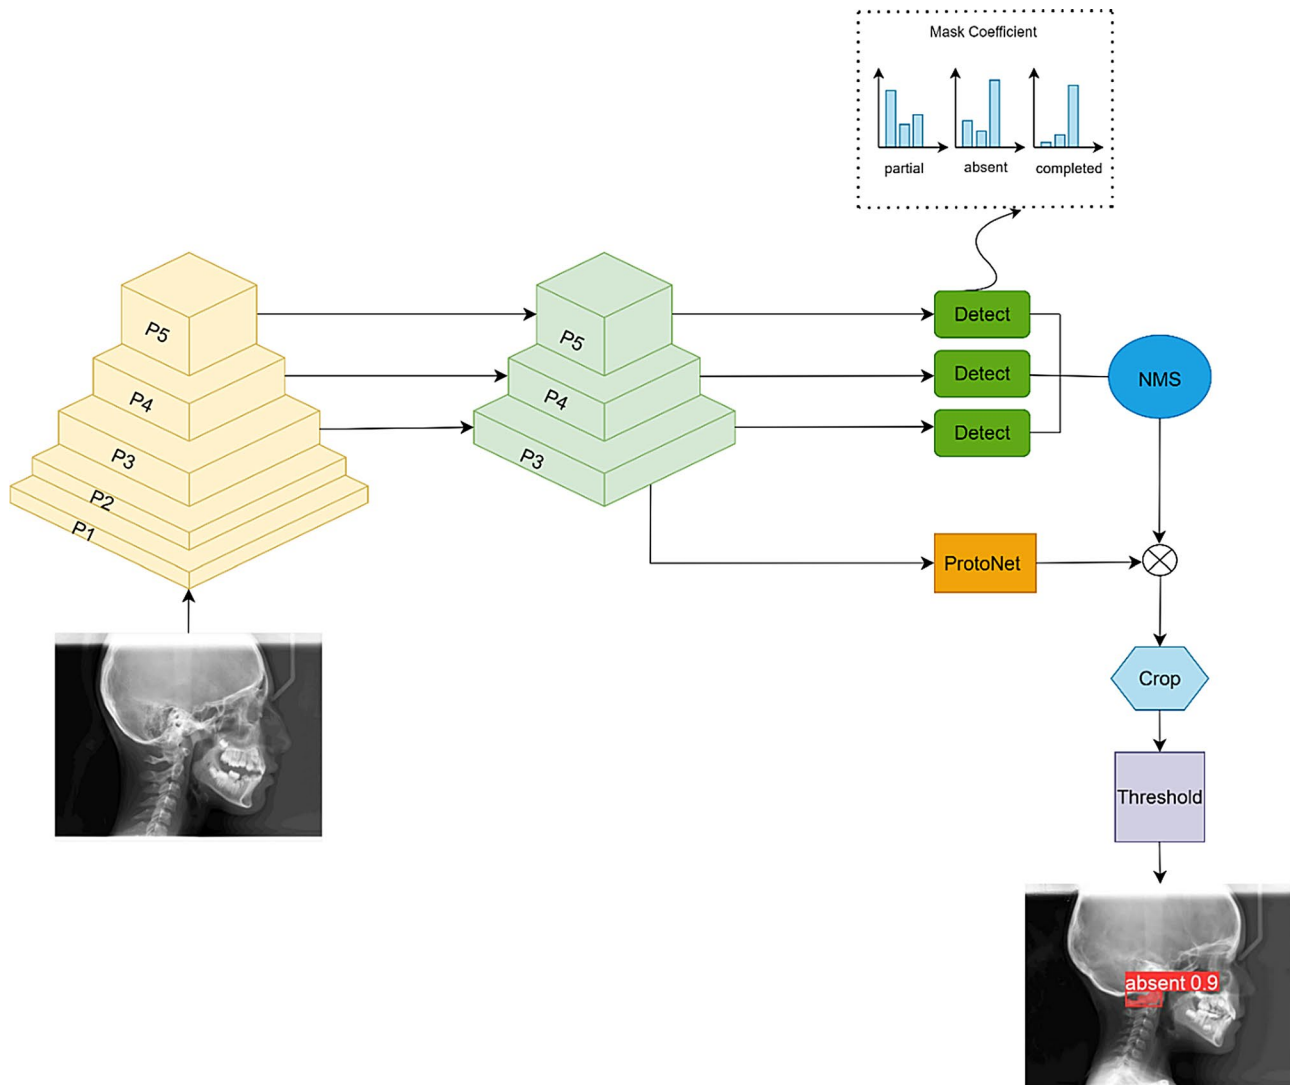 Mask Coefficient
partial
absent
completed
P5
P4
P3
P2
P1
P5
P4
P3
Detect
Detect
Detect
NMS
ProtoNet
Crop
Threshold
absent 0.9